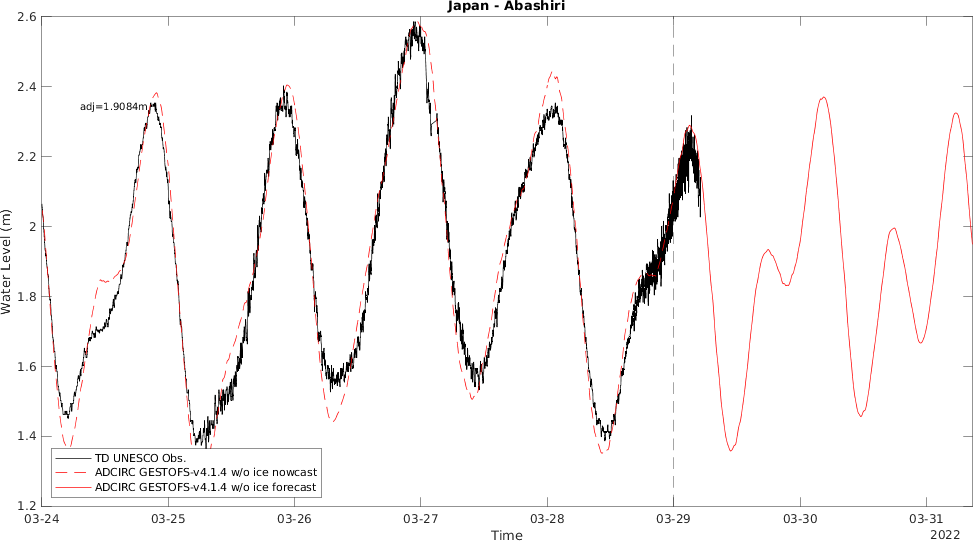 Japan - Abashiri
2.6
2.4
adj=1.9084m
2.2
2
1.8
1.6
1.4
1.2
Water Level (m)
TD UNESCO Obs.
ADCIRC GESTOFS-v4.1.4 w/o ice nowcast
ADCIRC GESTOFS-v4.1.4 w/o ice forecast
03-24 03-25 03-26 03-27 03-28 03-29 03-30 03-31
Time
2022